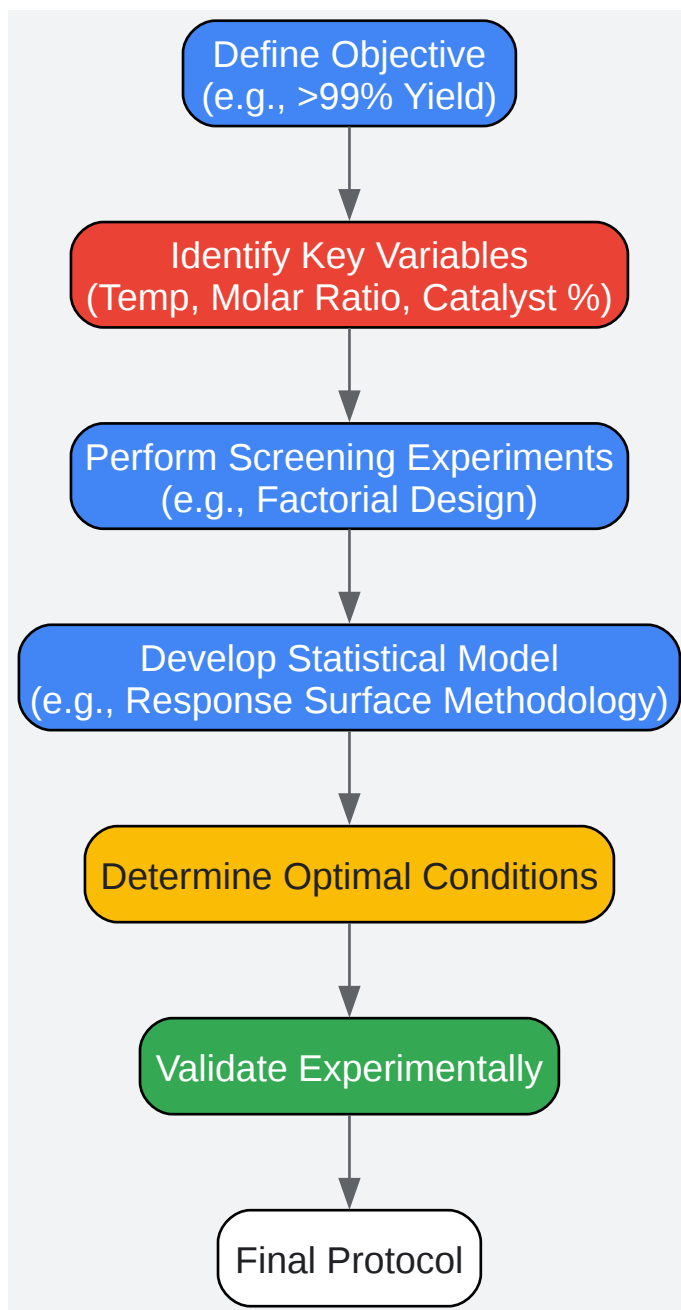 Define Objective
(e.g., >99% Yield)
Identify Key Variables
(Temp, Molar Ratio, Catalyst %)
Perform Screening Experiments
(e.g., Factorial Design)
Develop Statistical Model
(e.g., Response Surface Methodology)
Determine Optimal Conditions
Validate Experimentally
Final Protocol